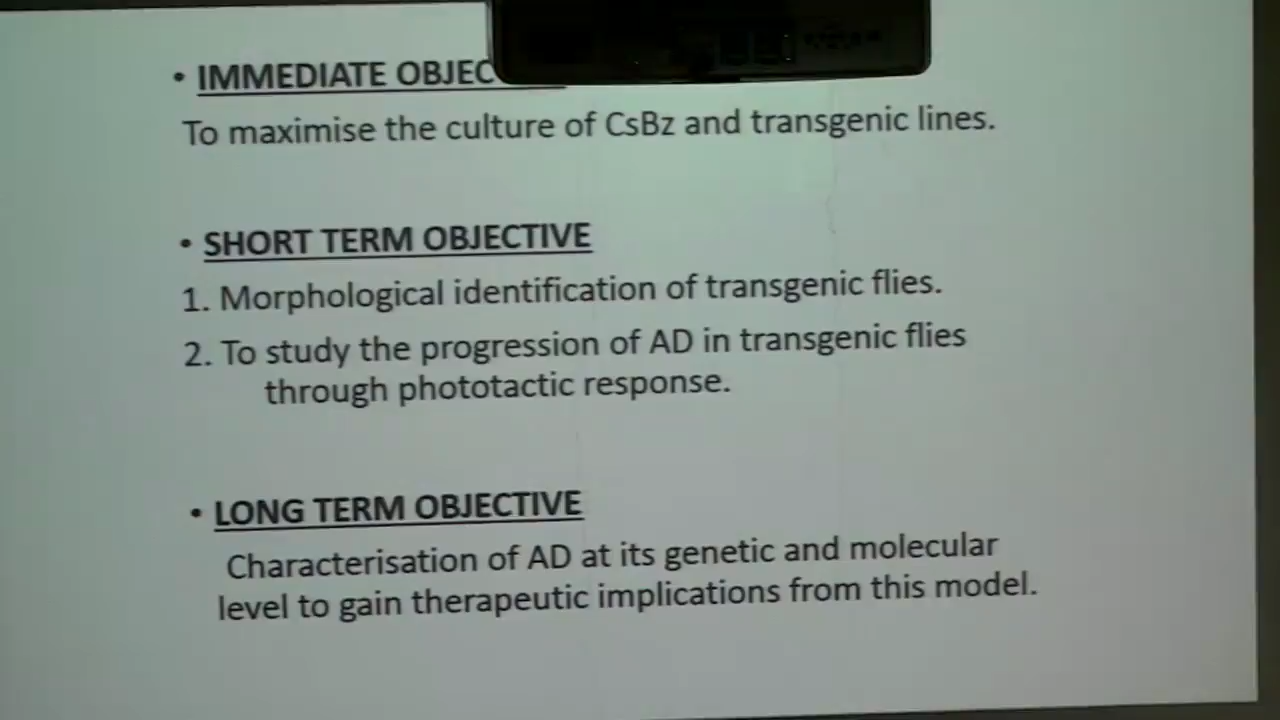 • IMMEDIATE OBJEC
To maximise the culture of CsBz and transgenic lines.
• SHORT TERM OBJECTIVE
1. Morphological identification of transgenic flies.
2. To study the progression of AD in transgenic flies
through phototactic response.
• LONG TERM OBJECTIVE
Characterisation of AD at its genetic and molecular
level to gain therapeutic implications from this model.